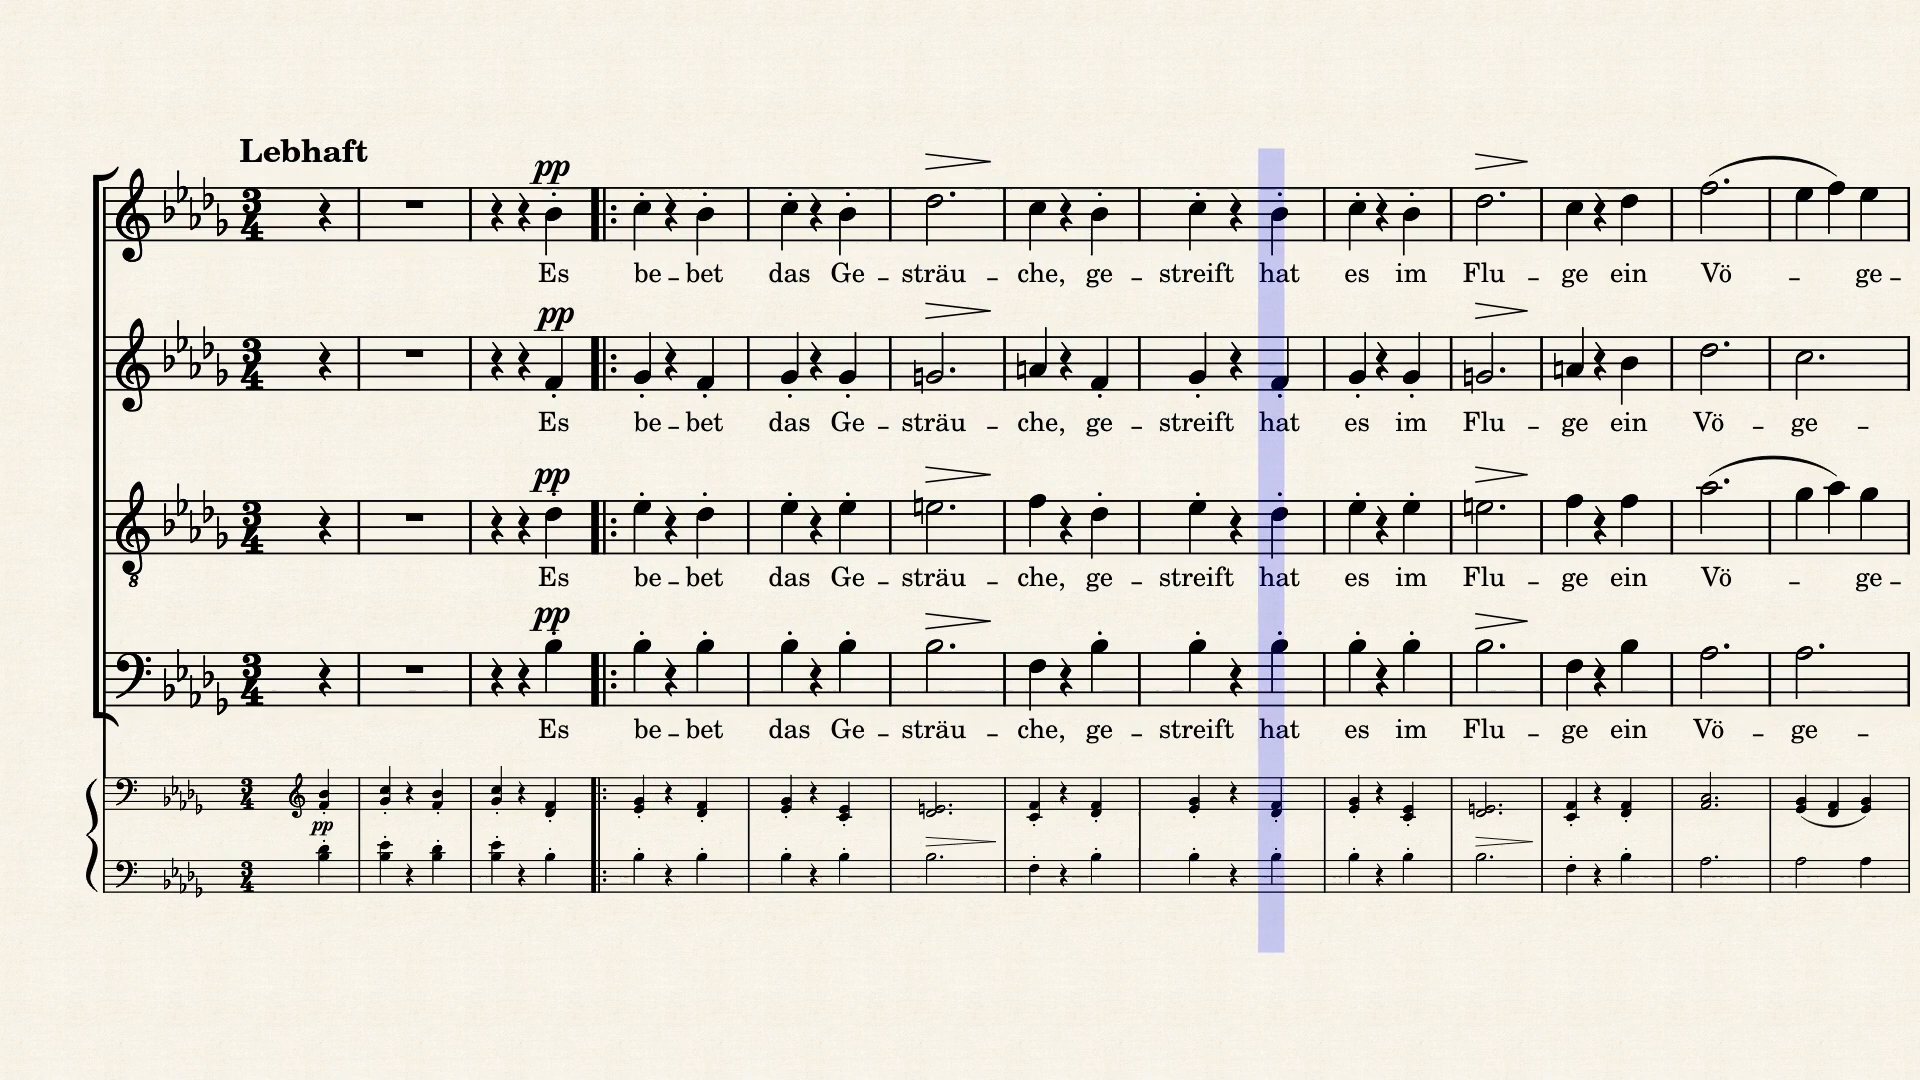 Lebhaft
pp
Es be - bet das Ge - sträu - che, ge - streift hat es im Flu - ge ein Vö - ge -
pp
Es be - bet das Ge - sträu - che, ge - streift hat es im Flu - ge ein Vö - ge -
pp
Es be - bet das Ge - sträu - che, ge - streift hat es im Flu - ge ein Vö - ge -
8
pp
Es be - bet das Ge - sträu - che, ge - streift hat es im Flu - ge ein Vö - ge -
pp